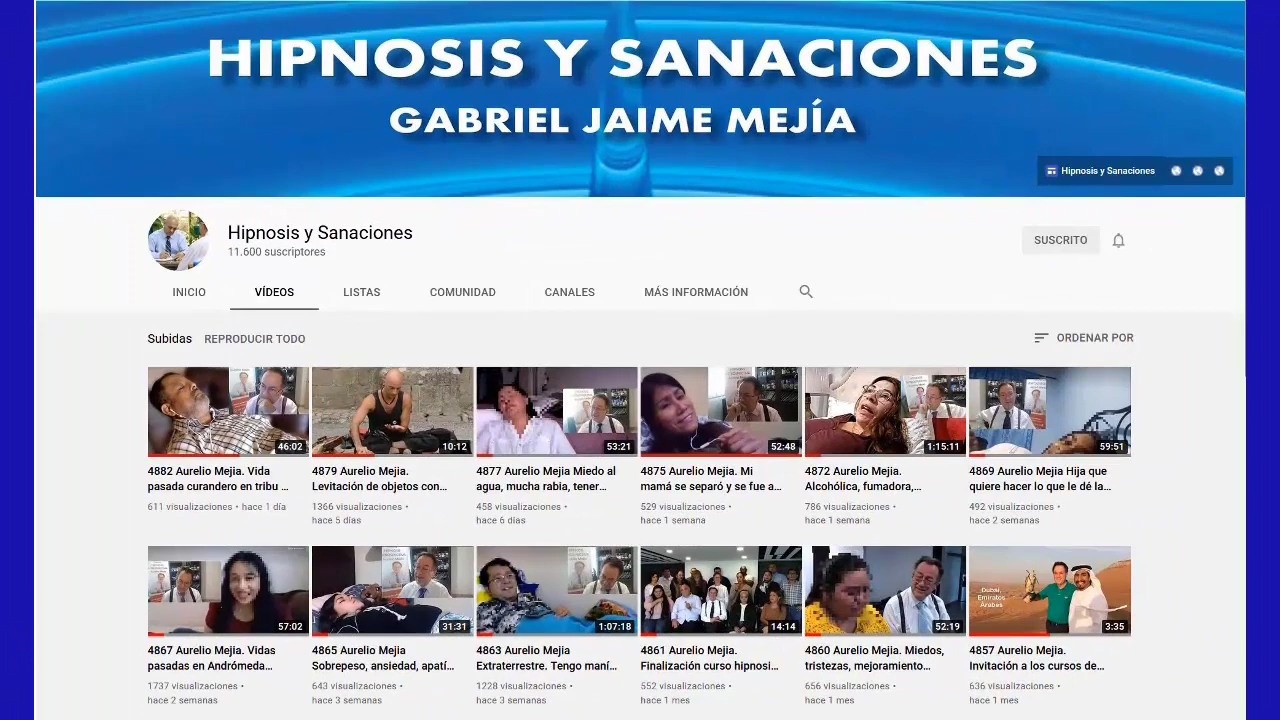 HIPNOSIS Y SANACIONES
GABRIEL JAIME MEJÍA
Hipnosis y Sanaciones
Hipnosis y Sanaciones
11.600 suscriptores
SUSCRITO
INICIO VÍDEOS LISTAS COMUNIDAD CANALES MÁS INFORMACIÓN
Subidas REPRODUCIR TODO
ORDENAR POR
46:02
10:12
53:21
52:48
1:15:11
59:51
4882 Aurelio Mejia. Vida
pasada curandero en tribu ...
611 visualizaciones • hace 1 día
4879 Aurelio Mejia.
Levitación de objetos con...
1366 visualizaciones •
hace 5 días
4877 Aurelio Mejia Miedo al
agua, mucha rabia, tener...
458 visualizaciones •
hace 6 días
4875 Aurelio Mejia. Mi
mamá se separó y se fue a...
529 visualizaciones •
hace 1 semana
4872 Aurelio Mejia.
Alcohólica, fumadora,...
786 visualizaciones •
hace 1 semana
4869 Aurelio Mejia Hija que
quiere hacer lo que le dé la...
492 visualizaciones •
hace 2 semanas
57:02
31:31
1:07:18
14:14
52:19
Dubái,
Emiratos
Árabes
3:35
4867 Aurelio Mejia. Vidas
pasadas en Andrómeda...
1737 visualizaciones •
hace 2 semanas
4865 Aurelio Mejia
Sobrepeso, ansiedad, apatí...
643 visualizaciones •
hace 3 semanas
4863 Aurelio Mejia
Extraterrestre. Tengo maní...
1228 visualizaciones •
hace 3 semanas
4861 Aurelio Mejia.
Finalización curso hipnosi...
552 visualizaciones •
hace 1 mes
4860 Aurelio Mejia. Miedos,
tristezas, mejoramiento...
656 visualizaciones •
hace 1 mes
4857 Aurelio Mejia.
Invitación a los cursos de...
636 visualizaciones •
hace 1 mes